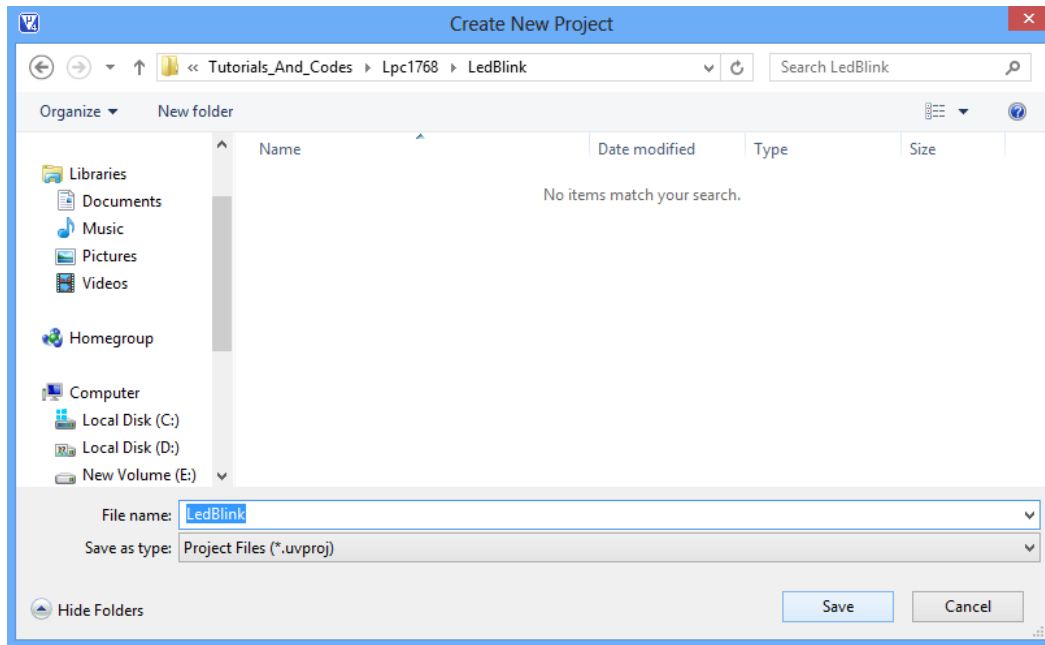 Create New Project
« Tutorials_And_Codes Lpc1768 LedBlink Search LedBlink
Organize New folder
Name Date modified Type Size
No items match your search.
Libraries
Documents
Music
Pictures
Videos
Homegroup
Computer
Local Disk (C:)
Local Disk (D:)
New Volume (E:)
File name: LedBlink
Save as type: Project Files (*.uvproj)
Hide Folders Save Cancel